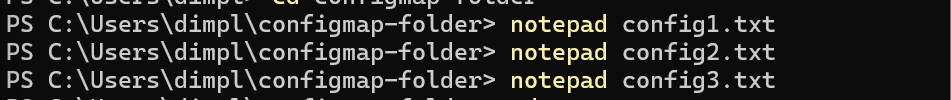 PS C:\Users\dimpl\configmap-folder> notepad config1.txt
PS C:\Users\dimpl\configmap-folder> notepad config2.txt
PS C:\Users\dimpl\configmap-folder> notepad config3.txt